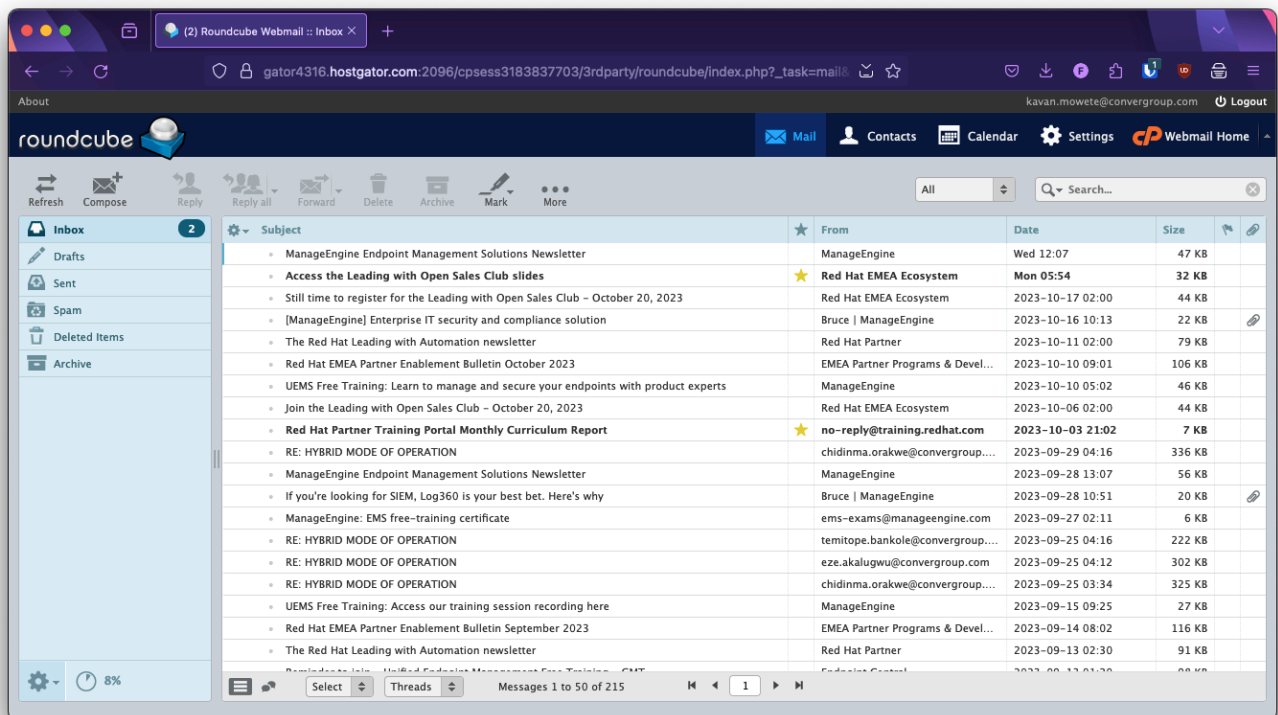 (2) Roundcube Webmail :: Inbox
gator4316.hostgator.com:2096/cpsess3183837703/3rdparty/roundcube/index.php?_task=mail&
1
About
kavan.mowete@convergroup.com Logout
roundcube
Mail Contacts Calendar Settings cP Webmail Home
Refresh Compose Reply Reply all Forward Delete Archive Mark More
All Search...
Inbox 2
Drafts
Sent
Spam
Deleted Items
Archive
Subject From Date Size
ManageEngine Endpoint Management Solutions Newsletter ManageEngine Wed 12:07 47 KB
Access the Leading with Open Sales Club slides Red Hat EMEA Ecosystem Mon 05:54 32 KB
Still time to register for the Leading with Open Sales Club – October 20, 2023 Red Hat EMEA Ecosystem 2023-10-17 02:00 44 KB
[ManageEngine] Enterprise IT security and compliance solution Bruce | ManageEngine 2023-10-16 10:13 22 KB
The Red Hat Leading with Automation newsletter Red Hat Partner 2023-10-11 02:00 79 KB
Red Hat EMEA Partner Enablement Bulletin October 2023 EMEA Partner Programs & Devel... 2023-10-10 09:01 106 KB
UEMS Free Training: Learn to manage and secure your endpoints with product experts ManageEngine 2023-10-10 05:02 46 KB
Join the Leading with Open Sales Club – October 20, 2023 Red Hat EMEA Ecosystem 2023-10-06 02:00 44 KB
Red Hat Partner Training Portal Monthly Curriculum Report no-reply@training.redhat.com 2023-10-03 21:02 7 KB
RE: HYBRID MODE OF OPERATION chidinma.orakwe@convergroup.... 2023-09-29 04:16 336 KB
ManageEngine Endpoint Management Solutions Newsletter ManageEngine 2023-09-28 13:07 56 KB
If you're looking for SIEM, Log360 is your best bet. Here's why Bruce | ManageEngine 2023-09-28 10:51 20 KB
ManageEngine: EMS free-training certificate ems-exams@manageengine.com 2023-09-27 02:11 6 KB
RE: HYBRID MODE OF OPERATION temitope.bankole@convergroup.... 2023-09-25 04:16 222 KB
RE: HYBRID MODE OF OPERATION eze.akalugwu@convergroup.com 2023-09-25 04:12 302 KB
RE: HYBRID MODE OF OPERATION chidinma.orakwe@convergroup.... 2023-09-25 03:34 325 KB
UEMS Free Training: Access our training session recording here ManageEngine 2023-09-15 09:25 27 KB
Red Hat EMEA Partner Enablement Bulletin September 2023 EMEA Partner Programs & Devel... 2023-09-14 08:02 116 KB
The Red Hat Leading with Automation newsletter Red Hat Partner 2023-09-13 02:30 91 KB
8% Select Threads Messages 1 to 50 of 215 1